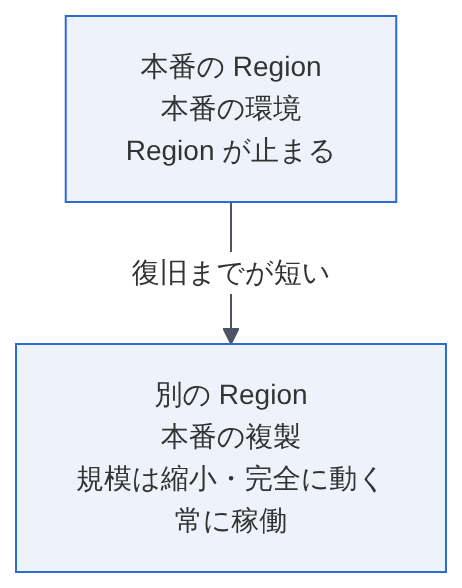 本番の Region
本番の環境
Region が止まる
復旧までが短い
別の Region
本番の複製
規模は縮小・完全に動く
常に稼働